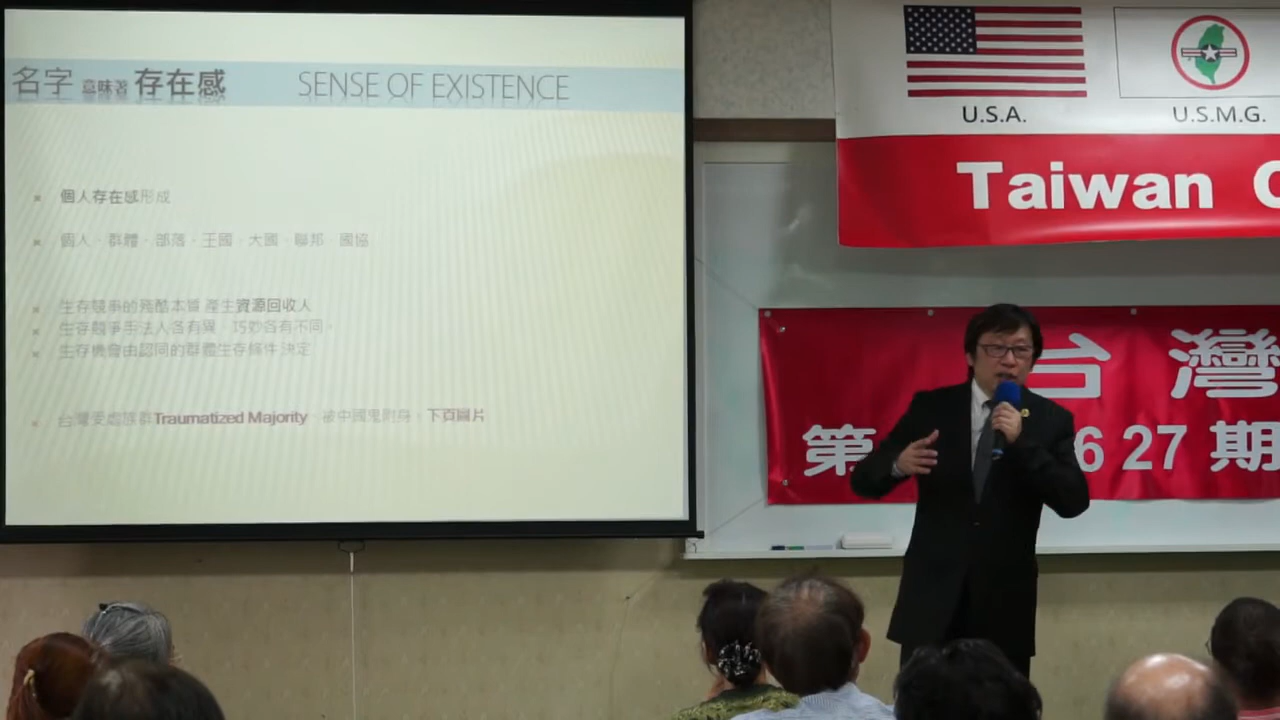 名字 意味著 存在感 SENSE OF EXISTENCE
個人存在感形成
個人、群體、部落、王國、大國、聯邦、國協
生存競爭的殘酷本質 產生資源回收人
生存競爭手法人各有異、巧妙各有不同。
生存機會由認同的群體生存條件 決定
台灣受虐族群Traumatized Majority、被中國鬼附身、下頁圖片
U.S.A.
U.S.M.G.
Taiwan
台灣
第 6 27 期